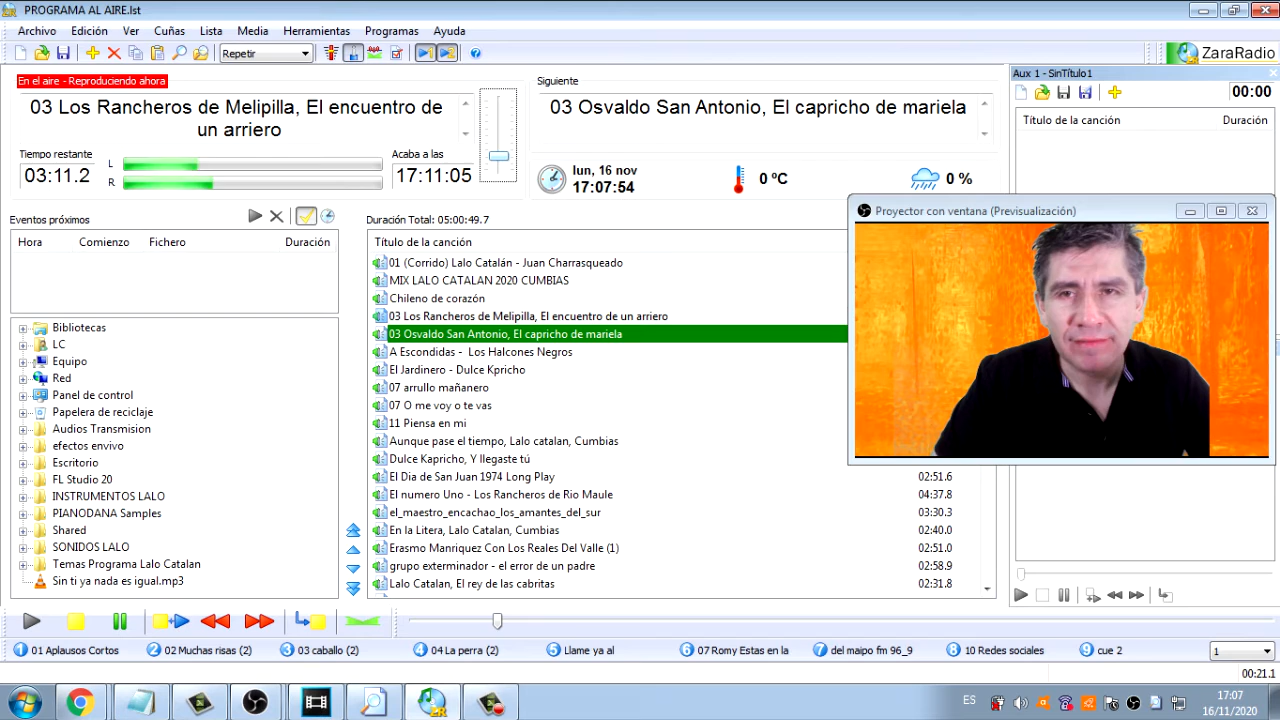 PROGRAMA AL AIRE.lst
Archivo Edición Ver Cuñas Lista Media Herramientas Programas Ayuda
Repetir
ZaraRadio
En el aire - Reproduciendo ahora
03 Los Rancheros de Melipilla, El encuentro de
un arriero
Tiempo restante
03:11.2
L
R
Acaba a las
17:11:05
Siguiente
03 Osvaldo San Antonio, El capricho de mariela
lun, 16 nov
17:07:54
0 ºC
0 %
Aux 1 - SinTítulo1
00:00
Título de la canción Duración
Eventos próximos
Hora Comienzo Fichero Duración
Bibliotecas
LC
Equipo
Red
Panel de control
Papelera de reciclaje
Audios Transmision
efectos envivo
Escritorio
FL Studio 20
INSTRUMENTOS LALO
PIANODANA Samples
Shared
SONIDOS LALO
Temas Programa Lalo Catalan
Sin ti ya nada es igual.mp3
Duración Total: 05:00:49.7
Título de la canción
01 (Corrido) Lalo Catalán - Juan Charrasqueado
MIX LALO CATALAN 2020 CUMBIAS
Chileno de corazón
03 Los Rancheros de Melipilla, El encuentro de un arriero
03 Osvaldo San Antonio, El capricho de mariela
A Escondidas - Los Halcones Negros
El Jardinero - Dulce Kpricho
07 arrullo mañanero
07 O me voy o te vas
11 Piensa en mi
Aunque pase el tiempo, Lalo catalan, Cumbias
Dulce Kapricho, Y llegaste tú
El Dia de San Juan 1974 Long Play 02:51.6
El numero Uno - Los Rancheros de Rio Maule 04:37.8
el_maestro_encachao_los_amantes_del_sur 03:30.3
En la Litera, Lalo Catalan, Cumbias 02:40.0
Erasmo Manriquez Con Los Reales Del Valle (1) 02:51.0
grupo exterminador - el error de un padre 02:58.9
Lalo Catalan, El rey de las cabritas 02:31.8
Proyector con ventana (Previsualización)
1 01 Aplausos Cortos 2 02 Muchas risas (2) 3 03 caballo (2) 4 04 La perra (2) 5 Llame ya al 6 07 Romy Estas en la 7 del maipo fm 96_9 8 10 Redes sociales 9 cue 2 1
00:21.1
ES
17:07
16/11/2020